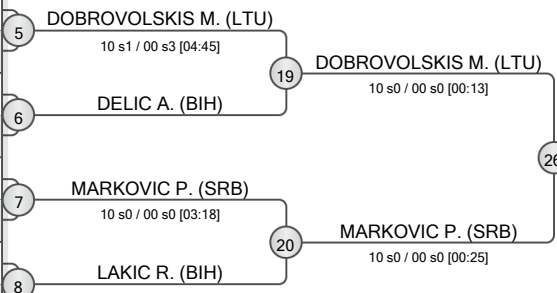 DOBROVOLSKIS M. (LTU)
5
10 s1 / 00 s3 [04:45]
19
DOBROVOLSKIS M. (LTU)
10 s0 / 00 s0 [00:13]
DELIC A. (BIH)
6
26
MARKOVIC P. (SRB)
7
10 s0 / 00 s0 [03:18]
20
MARKOVIC P. (SRB)
10 s0 / 00 s0 [00:25]
LAKIC R. (BIH)
8